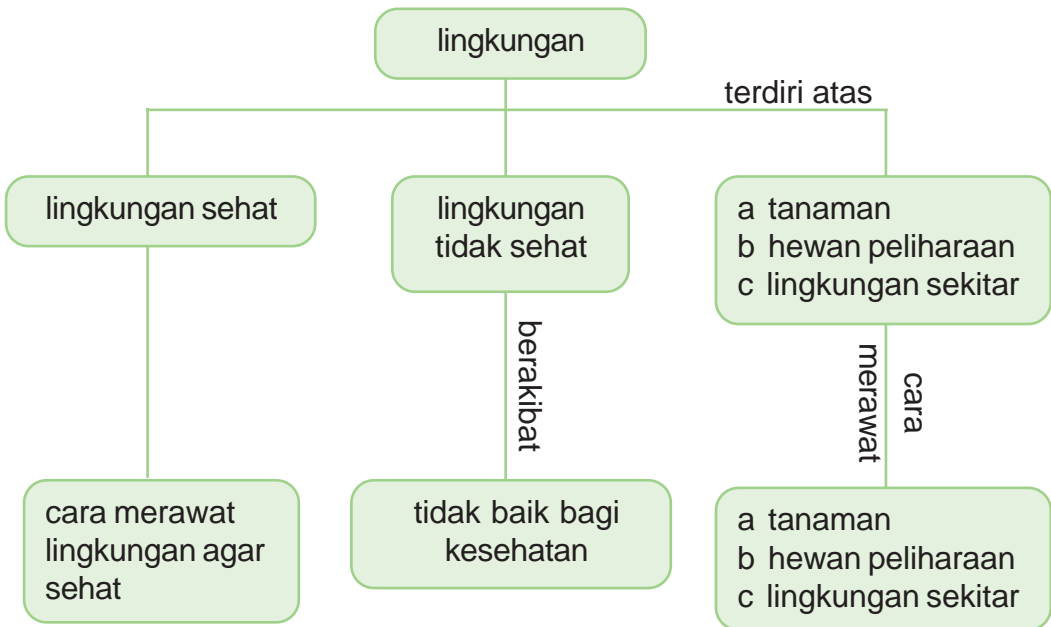 lingkungan
terdiri atas
lingkungan sehat
lingkungan
tidak sehat
a tanaman
b hewan peliharaan
c lingkungan sekitar
berakibat
cara
merawat
cara merawat
lingkungan agar
sehat
tidak baik bagi
kesehatan
a tanaman
b hewan peliharaan
c lingkungan sekitar